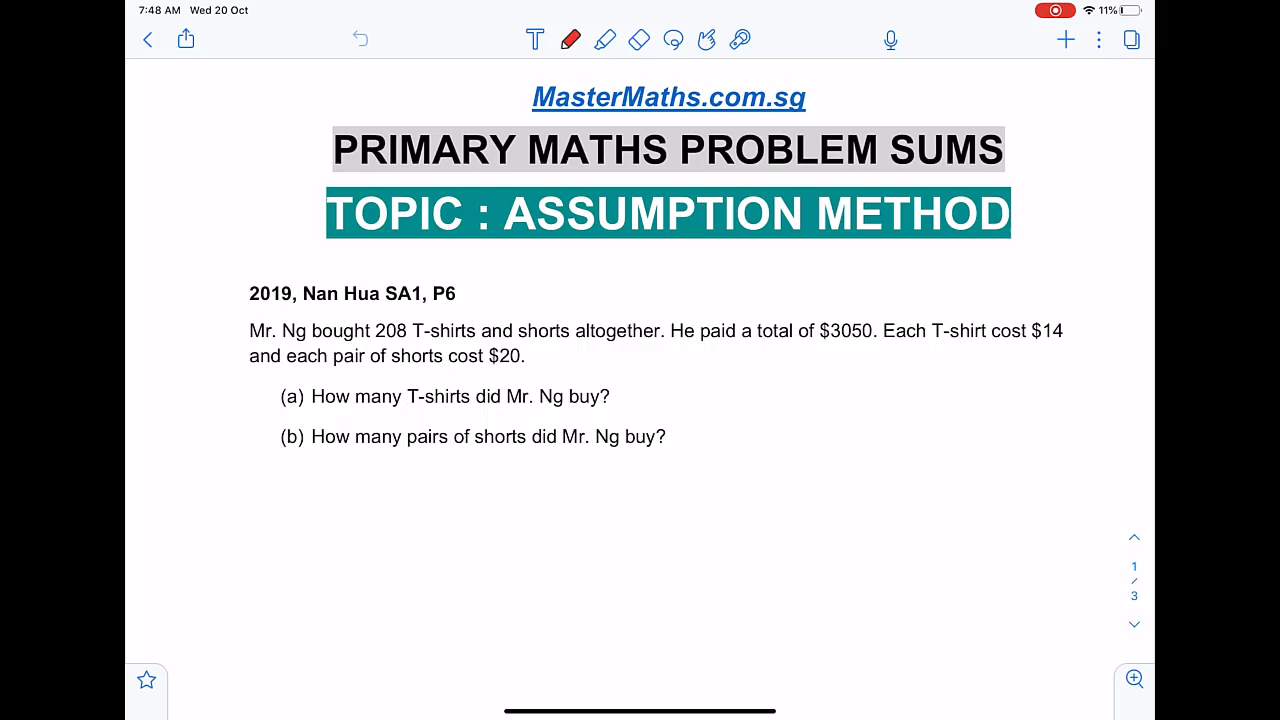 7:48 AM Wed 20 Oct
11%
MasterMaths.com.sg
PRIMARY MATHS PROBLEM SUMS
TOPIC : ASSUMPTION METHOD
2019, Nan Hua SA1, P6
Mr. Ng bought 208 T-shirts and shorts altogether. He paid a total of $3050. Each T-shirt cost $14
and each pair of shorts cost $20.
(a) How many T-shirts did Mr. Ng buy?
(b) How many pairs of shorts did Mr. Ng buy?
1
/
3